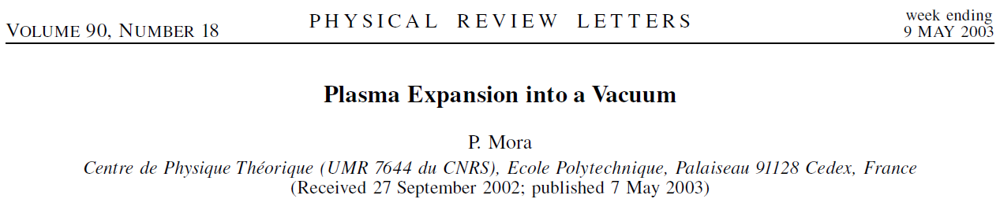 VOLUME 90, NUMBER 18
PHYSICAL REVIEW LETTERS
week ending
9 MAY 2003
Plasma Expansion into a Vacuum
P. Mora
Centre de Physique Théorique (UMR 7644 du CNRS), Ecole Polytechnique, Palaiseau 91128 Cedex, France
(Received 27 September 2002; published 7 May 2003)